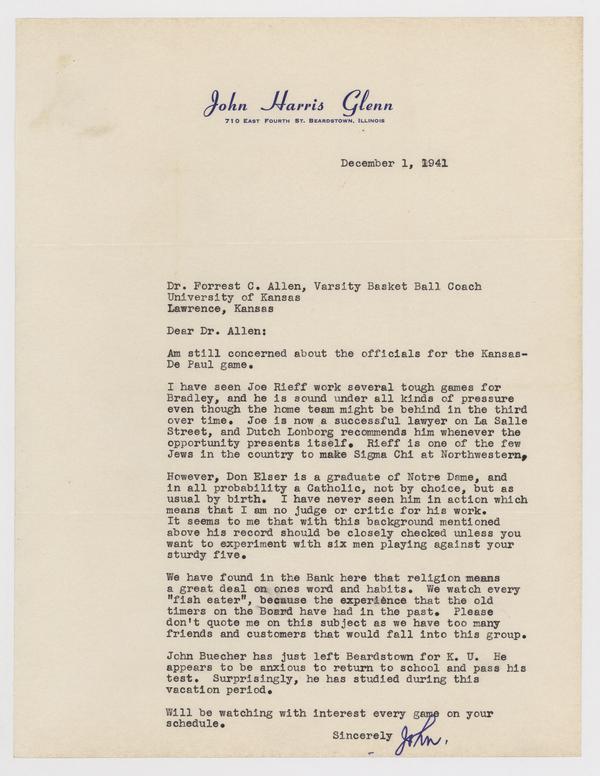 John Harris Glenn
710 East Fourth St. Beardstown, Illinois
December 1, 1941
Dr. Forrest C. Allen, Varsity Basket Ball Coach
University of Kansas
Lawrence, Kansas
Dear Dr. Allen:
Am still concerned about the officials for the Kansas-
De Paul game.
I have seen Joe Rieff work several tough games for
Bradley, and he is sound under all kinds of pressure
even though the home team might be behind in the third
over time. Joe is now a successful lawyer on La Salle
Street, and Dutch Lonborg recommends him whenever the
opportunity presents itself. Rieff is one of the few
Jews in the country to make Sigma Chi at Northwestern,
However, Don Elser is a graduate of Notre Dame, and
in all probability a Catholic, not by choice, but as
usual by birth. I have never seen him in action which
means that I am no judge or critic for his work.
It seems to me that with this background mentioned
above his record should be closely checked unless you
want to experiment with six men playing against your
sturdy five.
We have found in the Bank here that religion means
a great deal on ones word and habits. We watch every
"fish eater", because the experience that the old
timers on the Board have had in the past. Please
don't quote me on this subject as we have too many
friends and customers that would fall into this group.
John Buecher has just left Beardstown for K. U. He
appears to be anxious to return to school and pass his
test. Surprisingly, he has studied during this
vacation period.
Will be watching with interest every game on your
schedule.
Sincerely John.